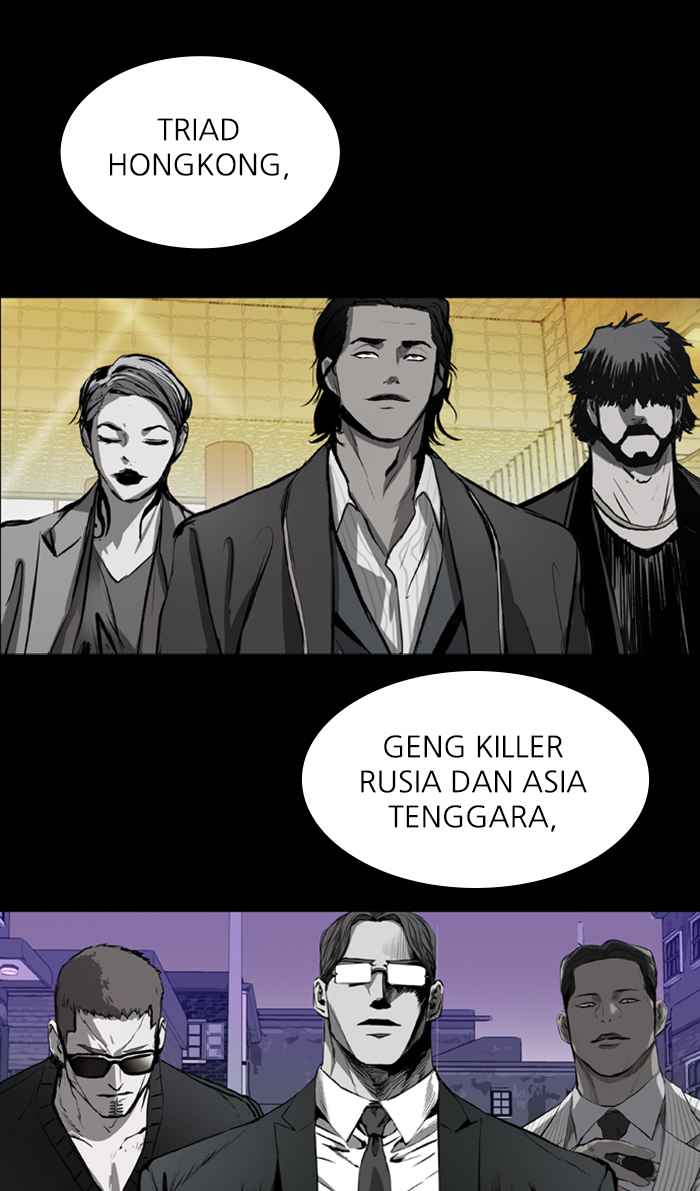 TRIAD
HONGKONG,
GENG KILLER
RUSIA DAN ASIA
TENGGARA,